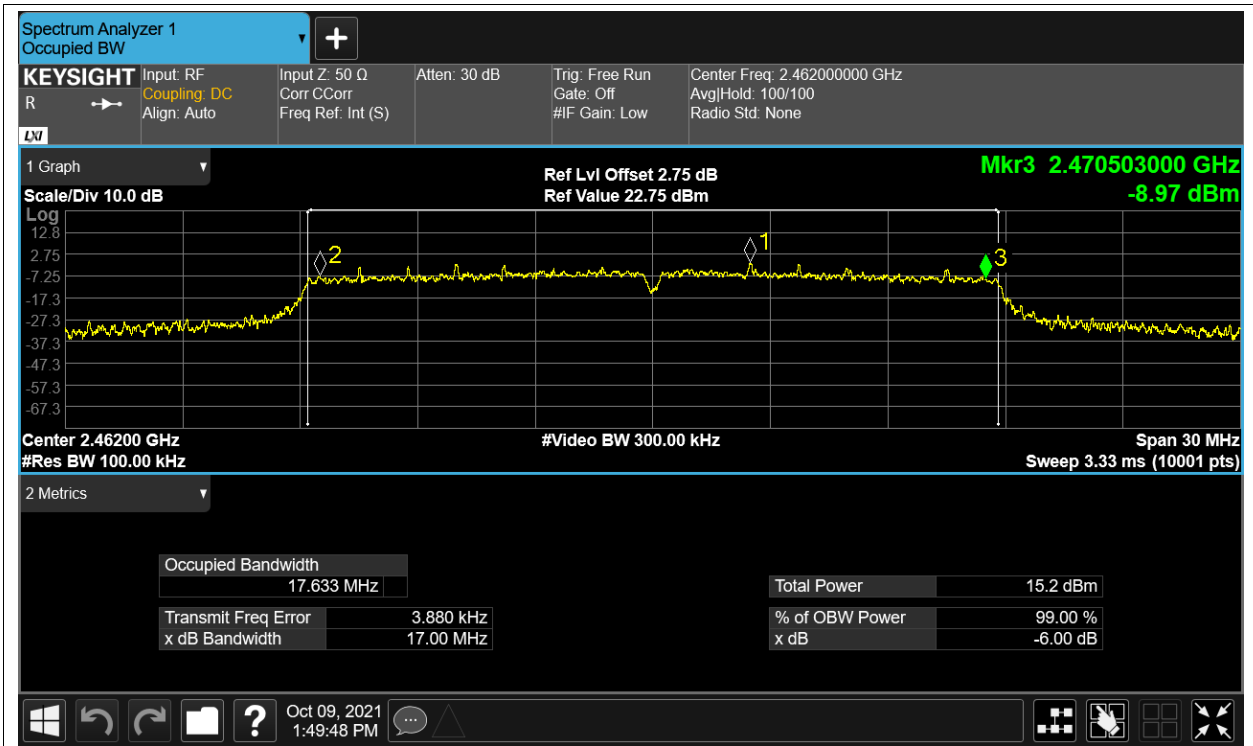 Spectrum Analyzer 1
Occupied BW
KEYSIGHT
R
LXI
Input: RF
Coupling: DC
Align: Auto
Input Z: 50 Ω
Corr CCorr
Freq Ref: Int (S)
Atten: 30 dB
Trig: Free Run
Gate: Off
#IF Gain: Low
Center Freq: 2.462000000 GHz
Avg|Hold: 100/100
Radio Std: None
1 Graph
Scale/Div 10.0 dB
Ref Lvl Offset 2.75 dB
Ref Value 22.75 dBm
Mkr3 2.470503000 GHz
-8.97 dBm
Log
12.8
2.75
-7.25
-17.3
-27.3
-37.3
-47.3
-57.3
-67.3
2
1
3
Center 2.46200 GHz
#Video BW 300.00 kHz
Span 30 MHz
#Res BW 100.00 kHz
Sweep 3.33 ms (10001 pts)
2 Metrics
Occupied Bandwidth
17.633 MHz
Transmit Freq Error 3.880 kHz
x dB Bandwidth 17.00 MHz
Total Power 15.2 dBm
% of OBW Power 99.00 %
x dB -6.00 dB
?
Oct 09, 2021
1:49:48 PM